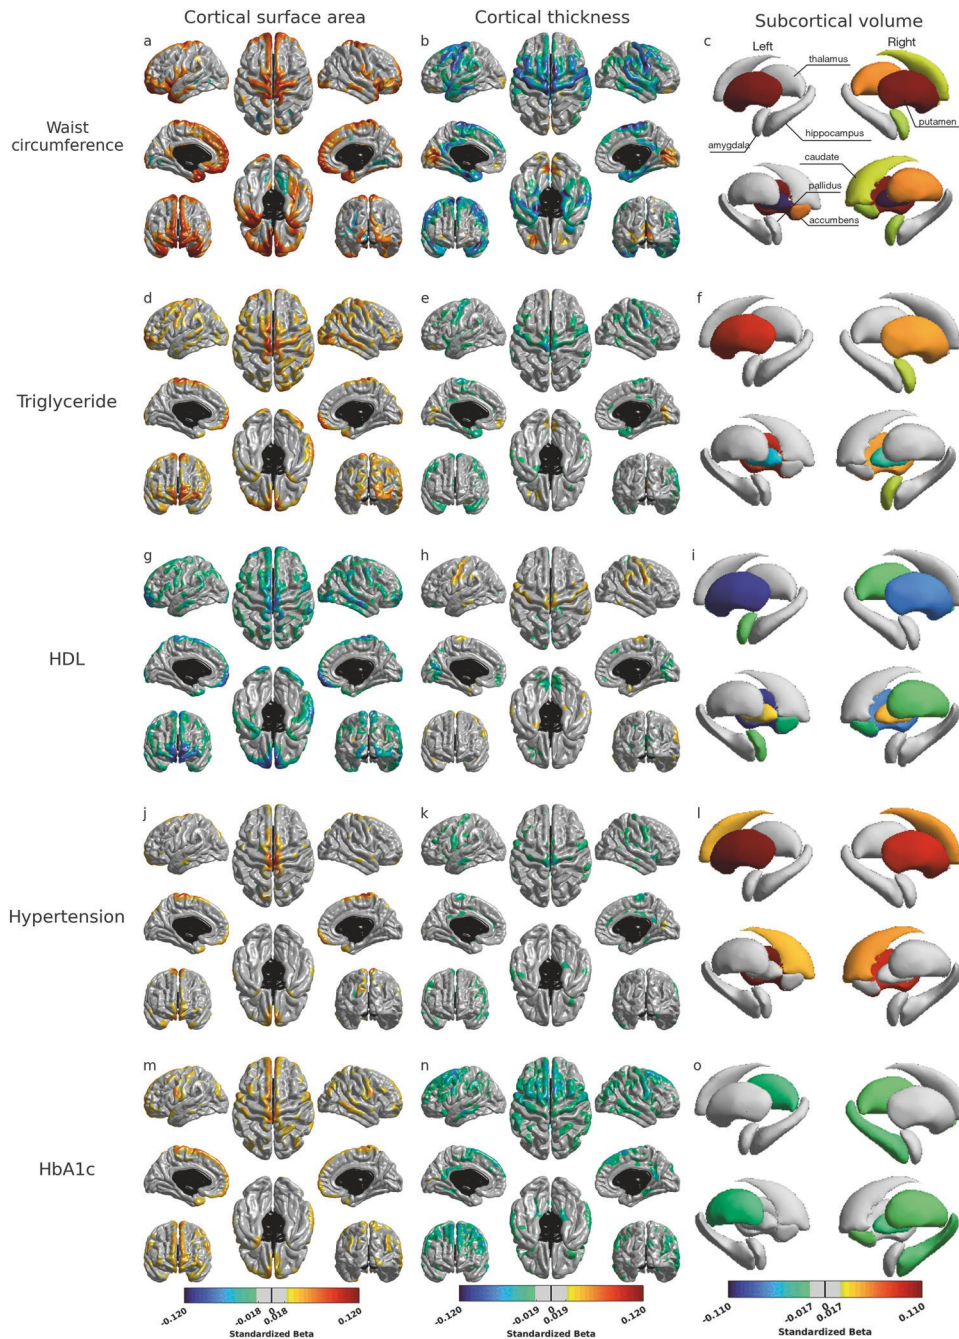 Cortical surface area
Cortical thickness
Subcortical volume
a
b
c
Left
Right
thalamus
putamen
hippocampus
amygdala
caudate
pallidus
accumbens
Waist
circumference
d
e
f
Triglyceride
g
h
i
HDL
j
k
l
Hypertension
m
n
o
HbA1c
-0.120
-0.018
0
0.018
0.120
Standardized Beta
-0.120
-0.019
0
0.019
0.120
Standardized Beta
-0.110
-0.017
0
0.017
0.110
Standardized Beta